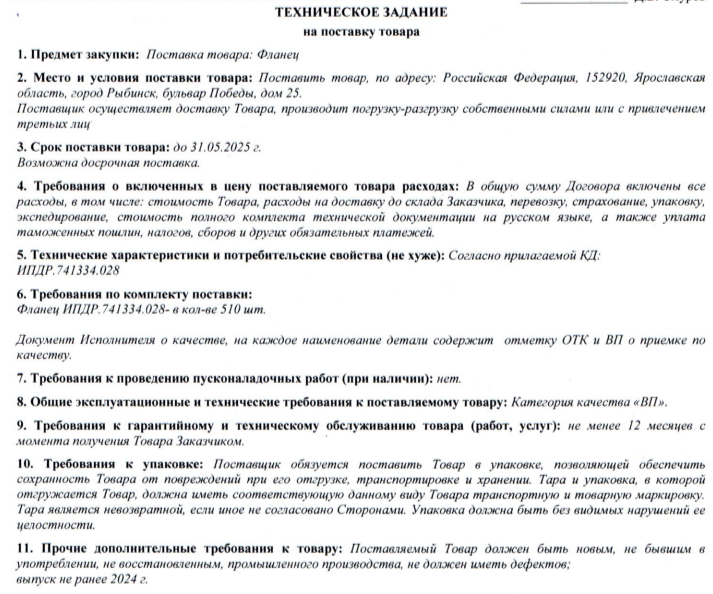 ТЕХНИЧЕСКОЕ ЗАДАНИЕ
на поставку товара
1. Предмет закупки: Поставка товара: Фланец
2. Место и условия поставки товара: Поставить товар, по адресу: Российская Федерация, 152920, Ярославская
область, город Рыбинск, бульвар Победы, дом 25.
Поставщик осуществляет доставку Товара, производит погрузку-разгрузку собственными силами или с привлечением
третьих лиц
3. Срок поставки товара: до 31.05.2025 г.
Возможна досрочная поставка.
4. Требования о включенных в цену поставляемого товара расходах: В общую сумму Договора включены все
расходы, в том числе: стоимость Товара, расходы на доставку до склада Заказчика, перевозку, страхование, упаковку,
экспедирование, стоимость полного комплекта технической документации на русском языке, а также уплата
таможенных пошлин, налогов, сборов и других обязательных платежей.
5. Технические характеристики и потребительские свойства (не хуже): Согласно прилагаемой КД:
ИПДР.741334.028
6. Требования по комплекту поставки:
Фланец ИПДР.741334.028- в кол-ве 510 шт.
Документ Исполнителя о качестве, на каждое наименование детали содержит отметку ОТК и ВП о приемке по
качеству.
7. Требования к проведению пусконаладочных работ (при наличии): нет.
8. Общие эксплуатационные и технические требования к поставляемому товару: Категория качества «ВП».
9. Требования к гарантийному и техническому обслуживанию товара (работ, услуг): не менее 12 месяцев с
момента получения Товара Заказчиком.
10. Требования к упаковке: Поставщик обязуется поставить Товар в упаковке, позволяющей обеспечить
сохранность Товара от повреждений при его отгрузке, транспортировке и хранении. Тара и упаковка, в которой
отгружается Товар, должна иметь соответствующую данному виду Товара транспортную и товарную маркировку.
Тара является невозвратной, если иное не согласовано Сторонами. Упаковка должна быть без видимых нарушений ее
целостности.
11. Прочие дополнительные требования к товару: Поставляемый Товар должен быть новым, не бывшим в
употреблении, не восстановленным, промышленного производства, не должен иметь дефектов;
выпуск не ранее 2024 г.